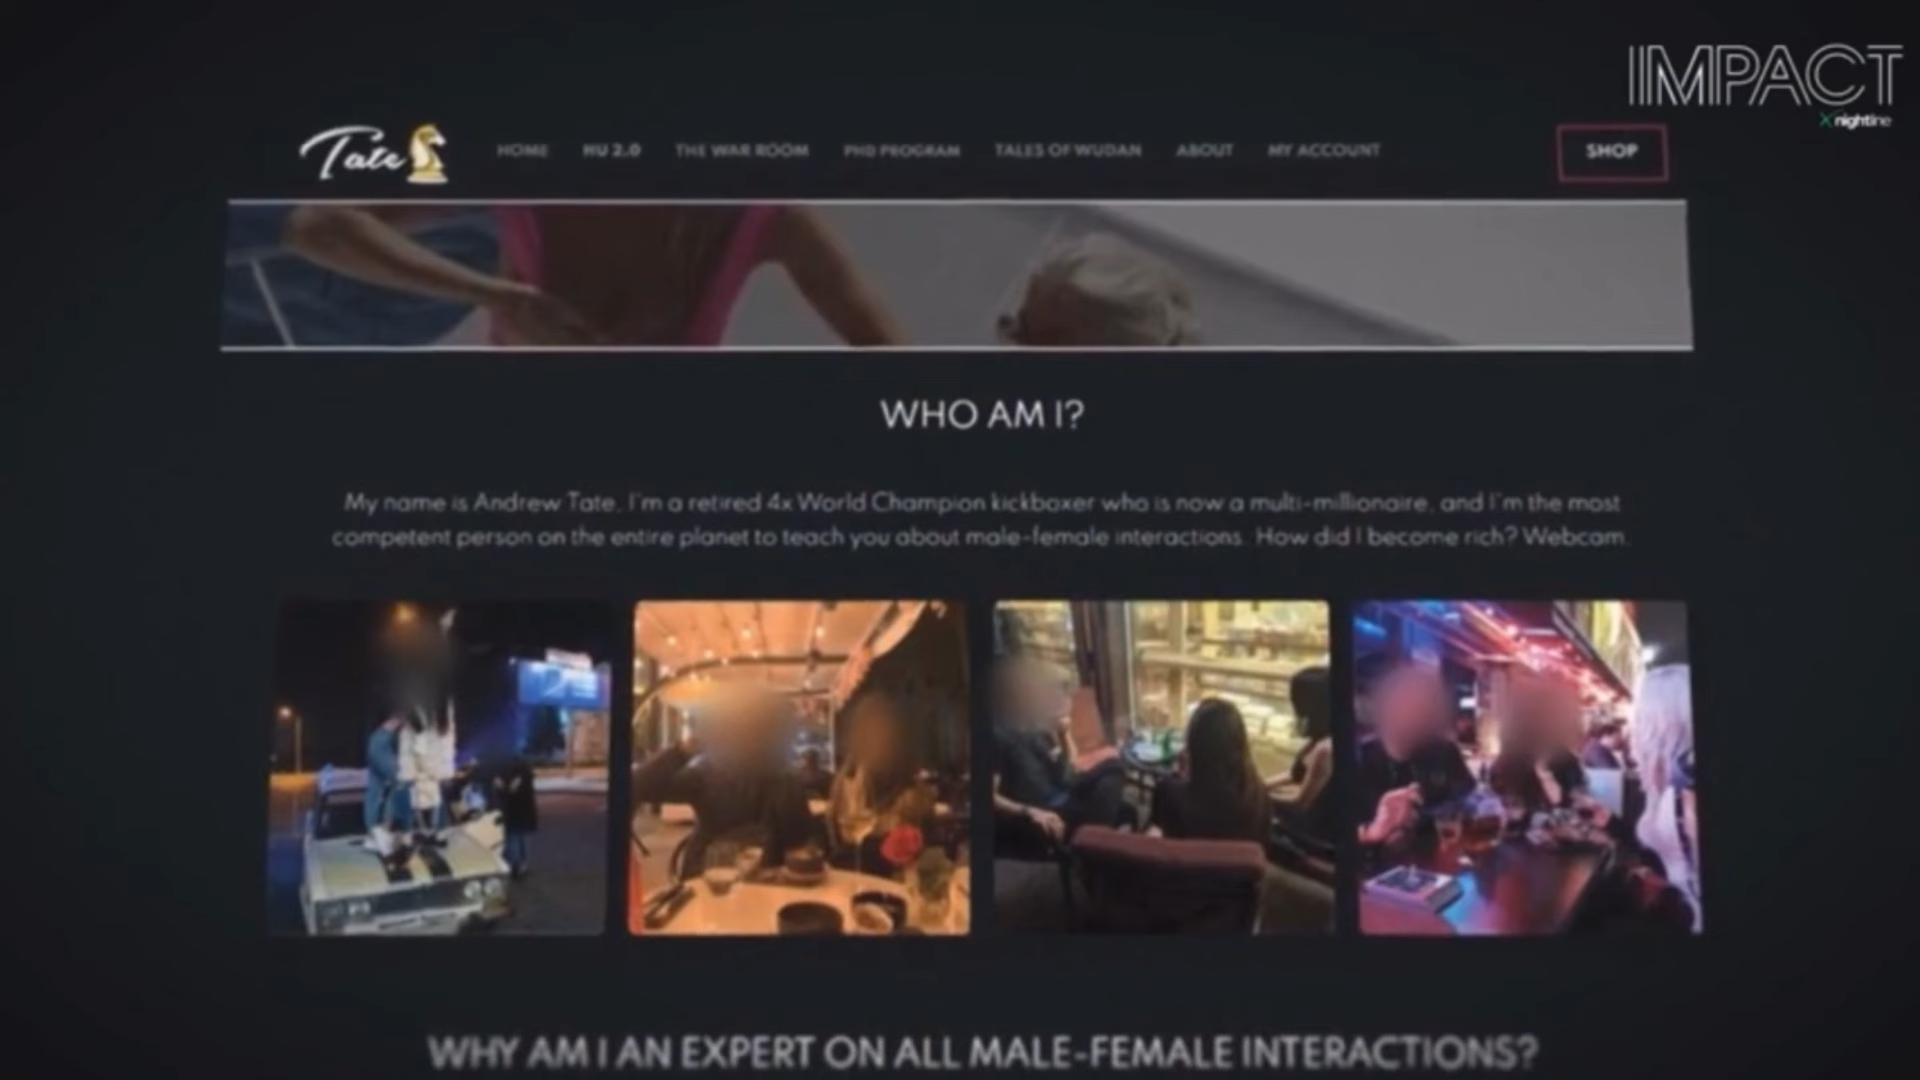 IMPACT
nightline
Tate HOME HU 2.0 THE WAR ROOM PHD PROGRAM TALES OF WUDAN ABOUT MY ACCOUNT SHOP
WHO AM I?
My name is Andrew Tate, I'm a retired 4x World Champion kickboxer who is now a multi-millionaire, and I'm the most
competent person on the entire planet to teach you about male-female interactions. How did I become rich? Webcam.
WHY AM I AN EXPERT ON ALL MALE-FEMALE INTERACTIONS?